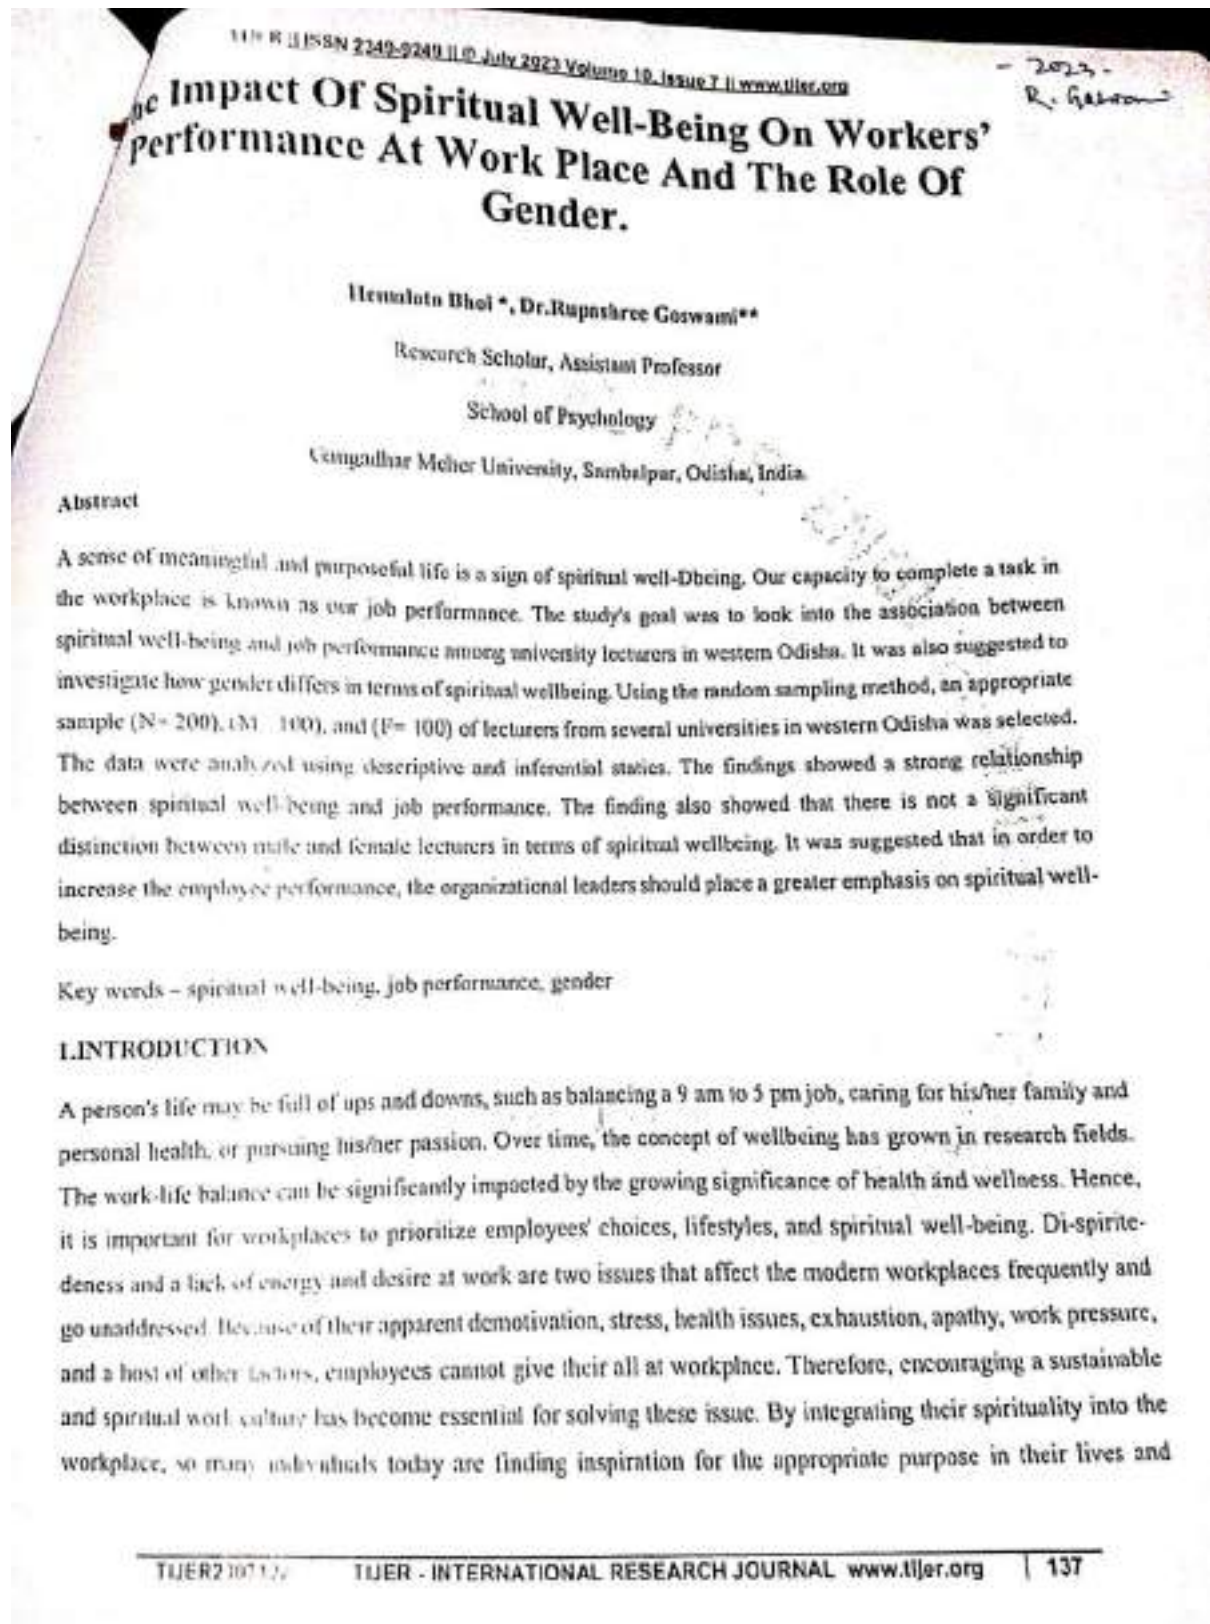 ISSN 2349-9249 || © July 2023 Volume 10, Issue 7 || www.tijer.org
- 2023 -
R. Goswami
Impact Of Spiritual Well-Being On Workers'
Performance At Work Place And The Role Of
Gender.
Hemalata Bhoi *, Dr.Rupashree Goswami**
Research Scholar, Assistant Professor
School of Psychology
Gangadhar Meher University, Sambalpur, Odisha, India.
Abstract
A sense of meaningful and purposeful life is a sign of spiritual well-Dbeing. Our capacity to complete a task in
the workplace is known as our job performance. The study's goal was to look into the association between
spiritual well-being and job performance among university lecturers in western Odisha. It was also suggested to
investigate how gender differs in terms of spiritual wellbeing. Using the random sampling method, an appropriate
sample (N= 200), (M 100), and (F= 100) of lecturers from several universities in western Odisha was selected.
The data were analyzed using descriptive and inferential statics. The findings showed a strong relationship
between spiritual well-being and job performance. The finding also showed that there is not a significant
distinction between male and female lecturers in terms of spiritual wellbeing. It was suggested that in order to
increase the employee performance, the organizational leaders should place a greater emphasis on spiritual well-
being.
Key words – spiritual well-being, job performance, gender
1.INTRODUCTION
A person's life may be full of ups and downs, such as balancing a 9 am to 5 pm job, caring for his/her family and
personal health, or pursuing his/her passion. Over time, the concept of wellbeing has grown in research fields.
The work-life balance can be significantly impacted by the growing significance of health and wellness. Hence,
it is important for workplaces to prioritize employees' choices, lifestyles, and spiritual well-being. Di-spirite-
deness and a lack of energy and desire at work are two issues that affect the modern workplaces frequently and
go unaddressed. Because of their apparent demotivation, stress, health issues, exhaustion, apathy, work pressure,
and a host of other factors, employees cannot give their all at workplace. Therefore, encouraging a sustainable
and spiritual work culture has become essential for solving these issue. By integrating their spirituality into the
workplace, so many individuals today are finding inspiration for the appropriate purpose in their lives and
TIJER - INTERNATIONAL RESEARCH JOURNAL www.tijer.org | 137